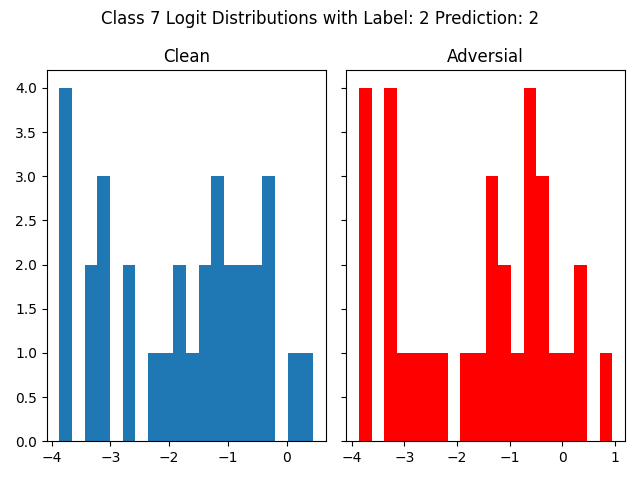 Class 7 Logit Distributions with Label: 2 Prediction: 2
Clean
Adversial
4.0
3.5
3.0
2.5
2.0
1.5
1.0
0.5
0.0
−4 −3 −2 −1 0
−4 −3 −2 −1 0 1